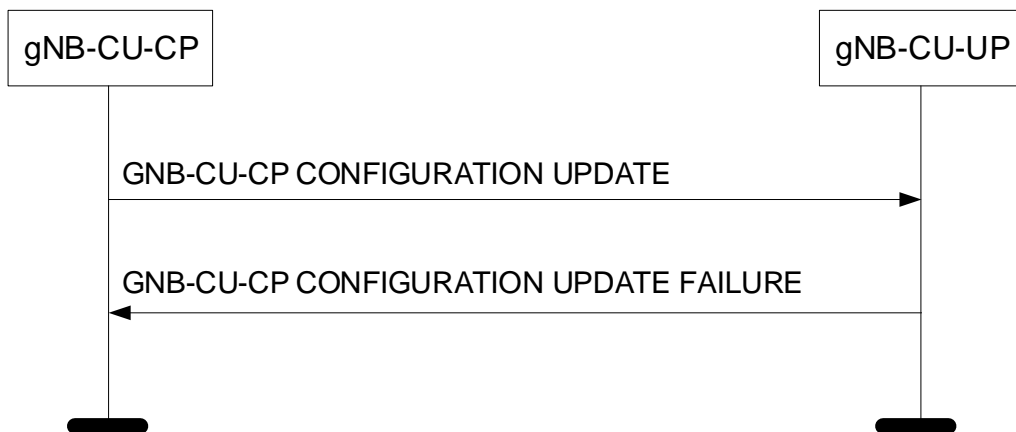 gNB-CU-CP
gNB-CU-UP
GNB-CU-CP CONFIGURATION UPDATE
GNB-CU-CP CONFIGURATION UPDATE FAILURE